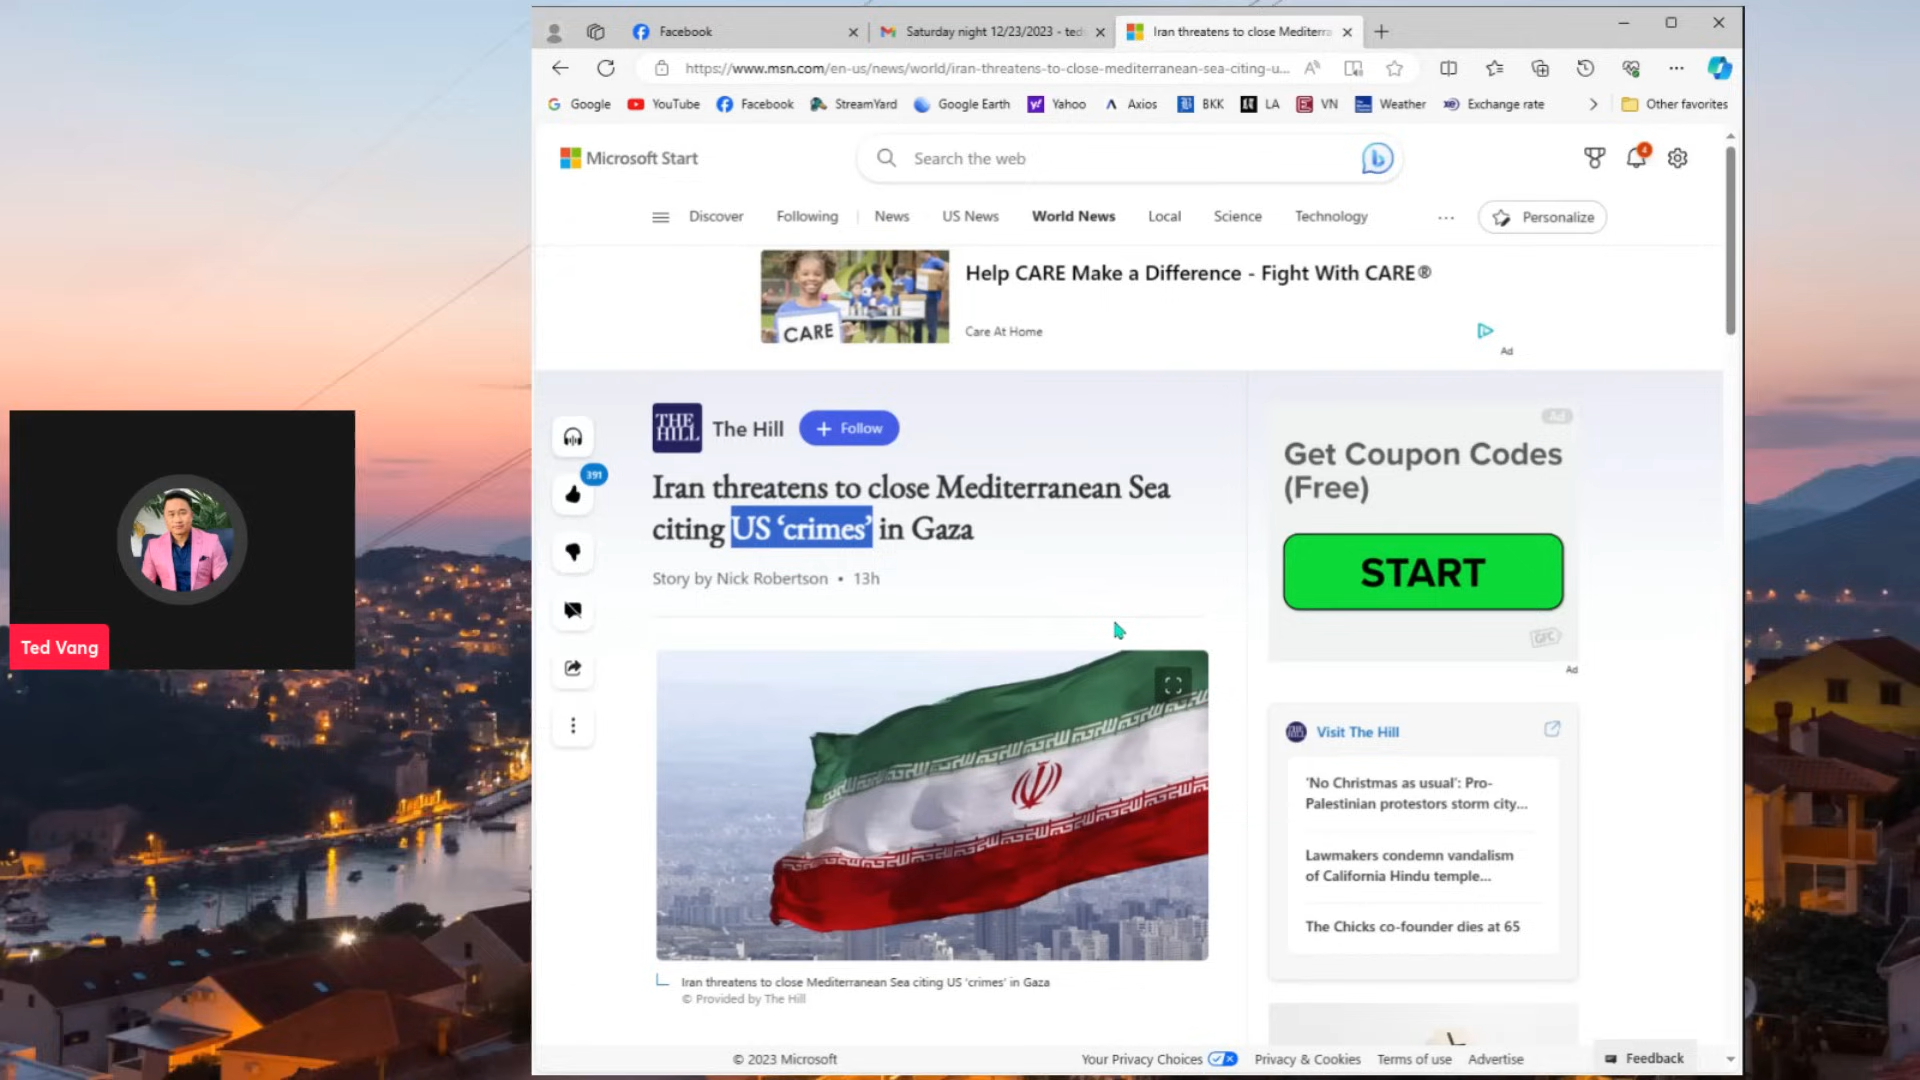 Facebook
Saturday night 12/23/2023 - ted
Iran threatens to close Mediterra
https://www.msn.com/en-us/news/world/iran-threatens-to-close-mediterranean-sea-citing-u...
Google YouTube Facebook StreamYard Google Earth Yahoo Axios BKK LA VN Weather Exchange rate Other favorites
Microsoft Start
Search the web
4
Discover Following News US News World News Local Science Technology ... Personalize
CARE
Help CARE Make a Difference - Fight With CARE®
Care At Home
Ad
THE HILL
The Hill
+ Follow
391
Iran threatens to close Mediterranean Sea
citing US ‘crimes’ in Gaza
Story by Nick Robertson • 13h
Ad
Get Coupon Codes
(Free)
START
GFC
Ad
Visit The Hill
'No Christmas as usual': Pro-
Palestinian protestors storm city...
Lawmakers condemn vandalism
of California Hindu temple...
The Chicks co-founder dies at 65
Iran threatens to close Mediterranean Sea citing US 'crimes' in Gaza
© Provided by The Hill
© 2023 Microsoft
Your Privacy Choices
Privacy & Cookies
Terms of use
Advertise
Feedback
Ted Vang